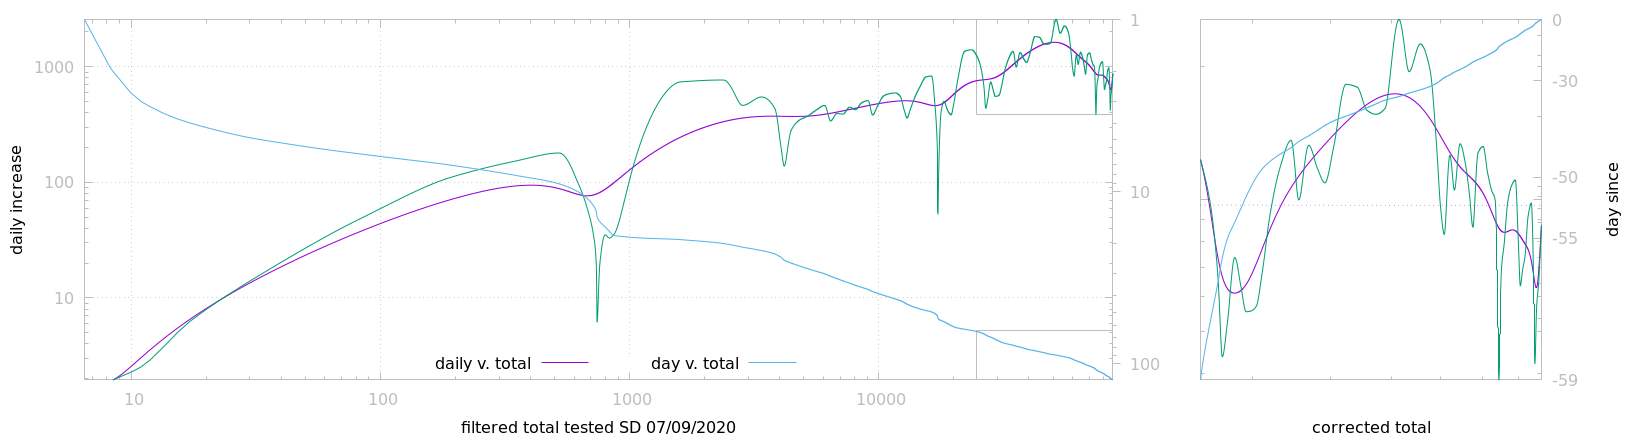 1000
100
10
daily increase
10
100
1000
10000
1
10
100
daily v. total
day v. total
filtered total tested SD 07/09/2020
0
-30
-50
-55
-59
day since
corrected total